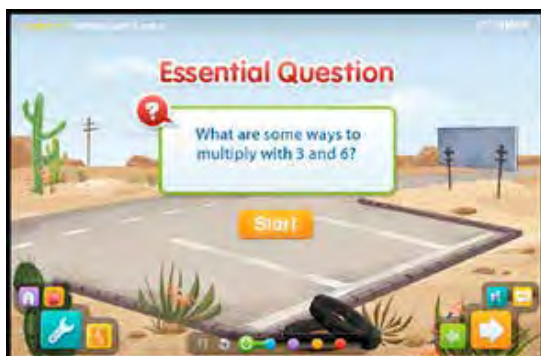 Essential Question
?
What are some ways to
multiply with 3 and 6?
Start